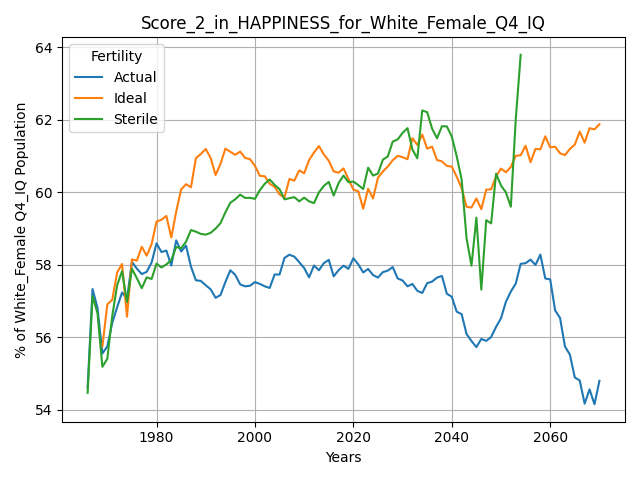 Score_2_in_HAPPINESS_for_White_Female_Q4_IQ
Fertility
Actual
Ideal
Sterile
% of White_Female Q4_IQ Population
64
62
60
58
56
54
1980
2000
2020
2040
2060
Years